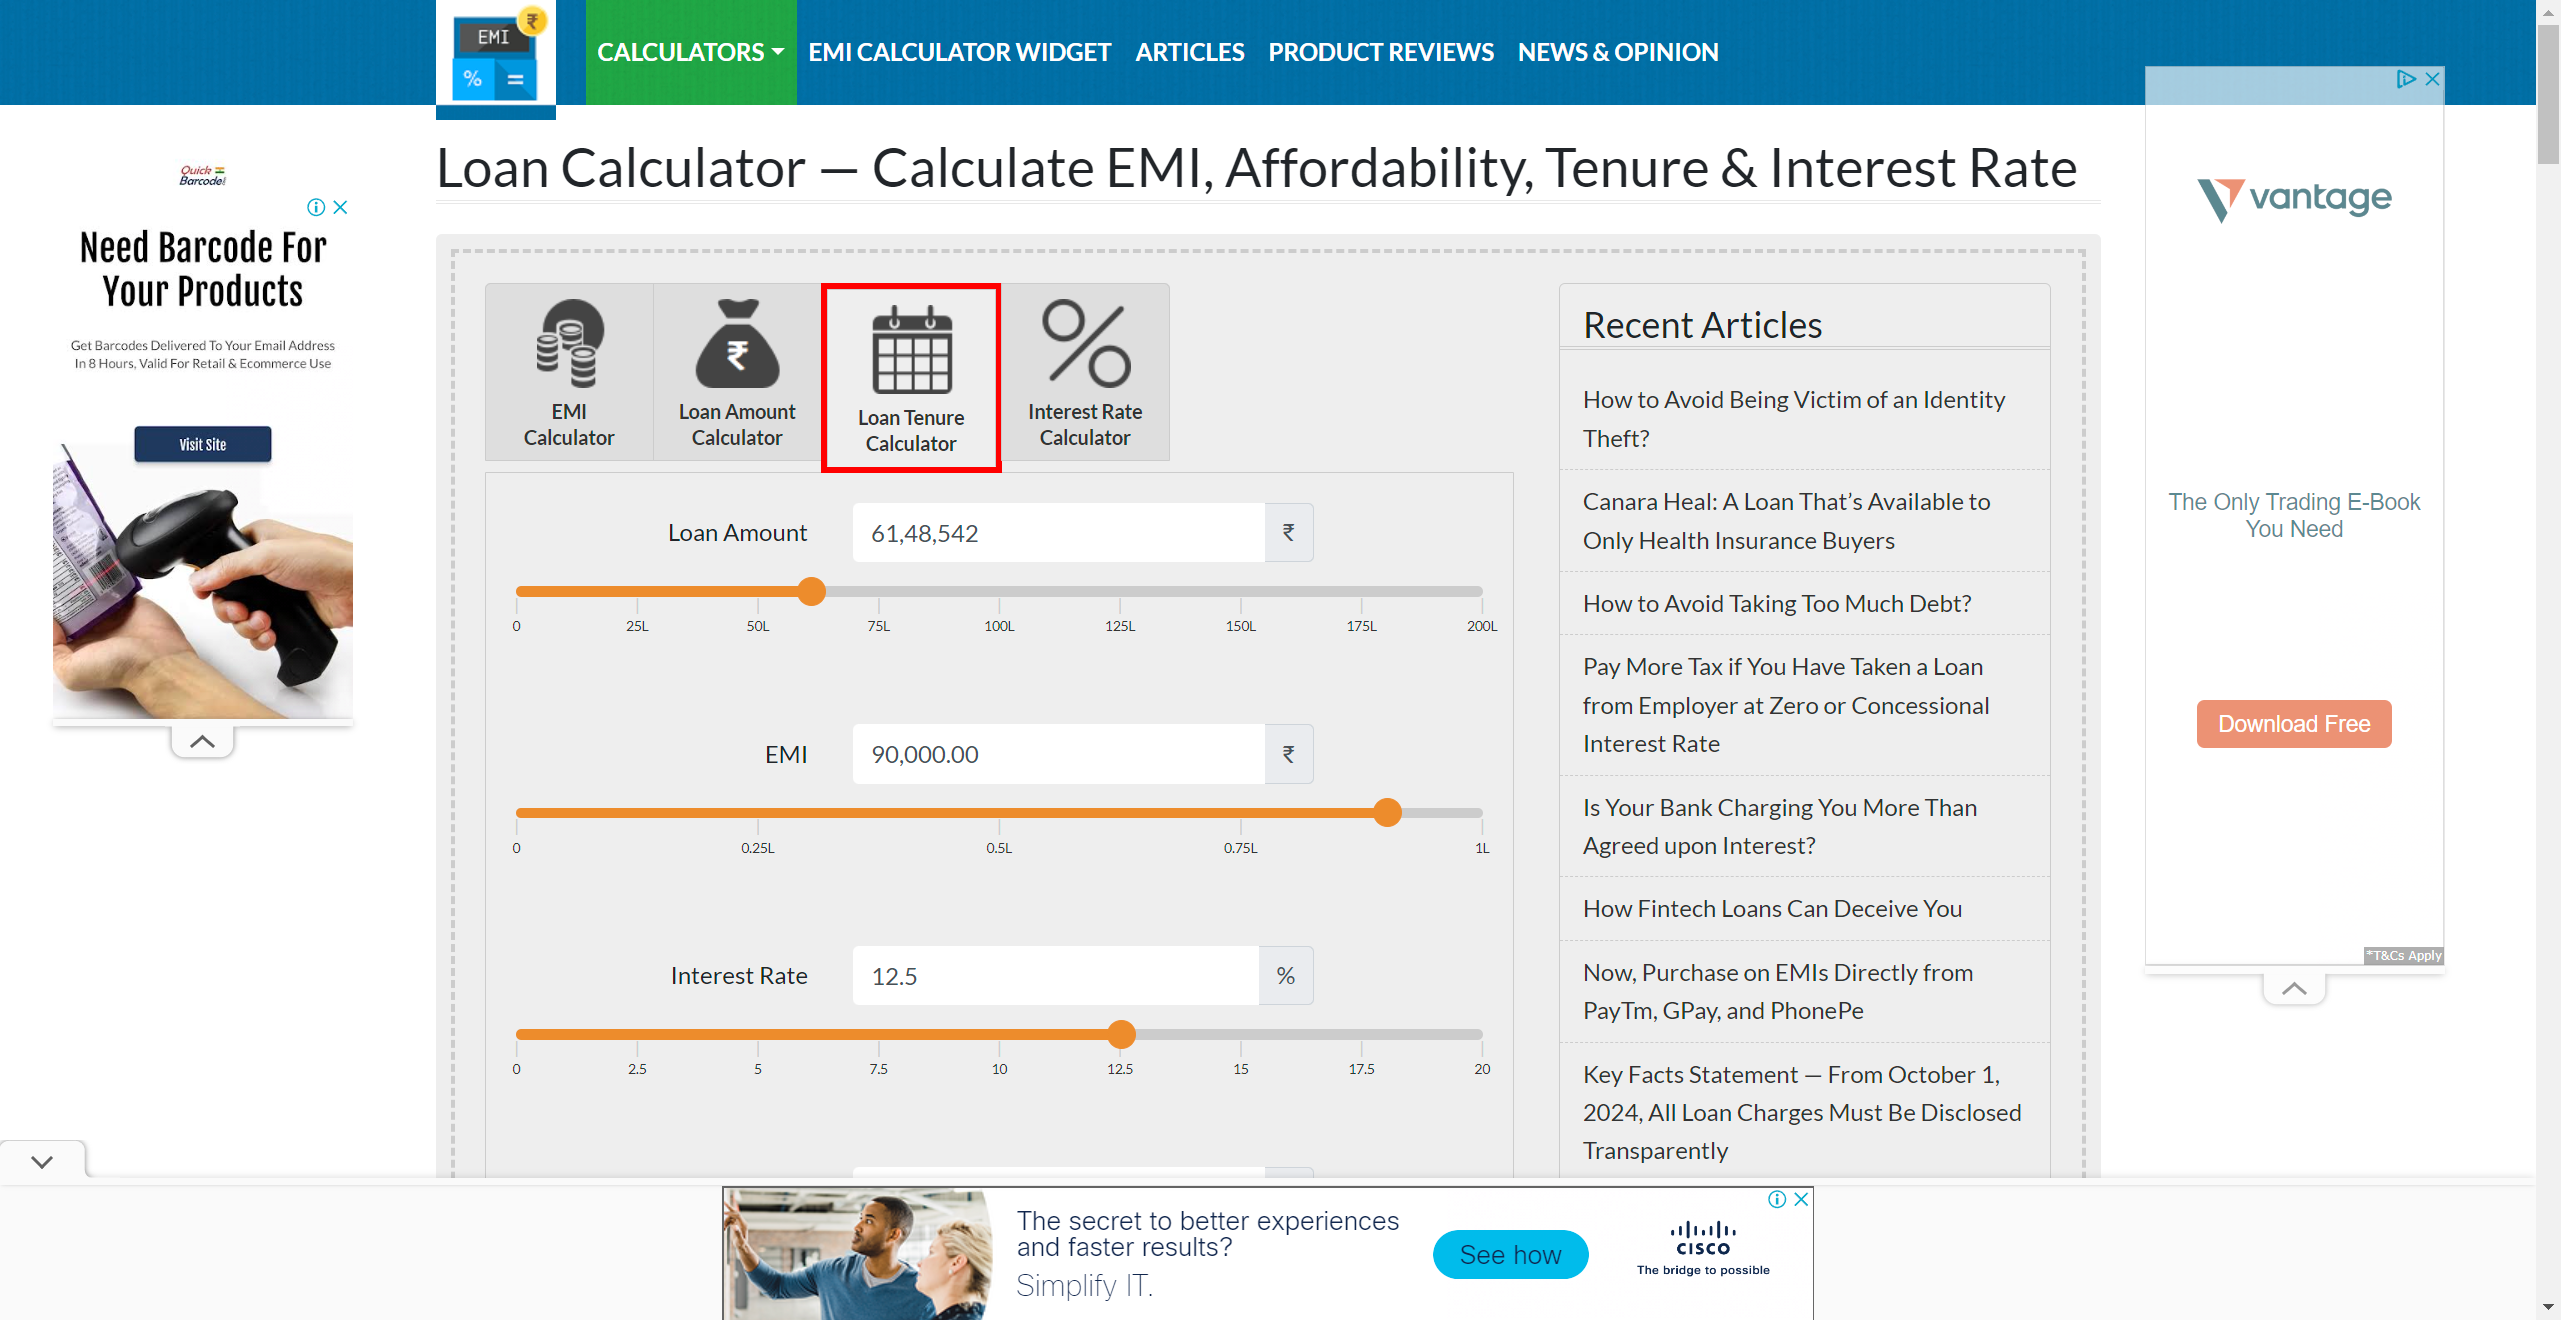 EMI
₹
%
=
CALCULATORS
EMI CALCULATOR WIDGET
ARTICLES
PRODUCT REVIEWS
NEWS & OPINION
Loan Calculator — Calculate EMI, Affordability, Tenure & Interest Rate
Quick
Barcode
Need Barcode For
Your Products
Get Barcodes Delivered To Your Email Address
In 8 Hours, Valid For Retail & Ecommerce Use
Visit Site
EMI
Calculator
₹
Loan Amount
Calculator
Loan Tenure
Calculator
Interest Rate
Calculator
Loan Amount
61,48,542
₹
0 25L 50L 75L 100L 125L 150L 175L 200L
EMI
90,000.00
₹
0 0.25L 0.5L 0.75L 1L
Interest Rate
12.5
%
0 2.5 5 7.5 10 12.5 15 17.5 20
Recent Articles
How to Avoid Being Victim of an Identity
Theft?
Canara Heal: A Loan That’s Available to
Only Health Insurance Buyers
How to Avoid Taking Too Much Debt?
Pay More Tax if You Have Taken a Loan
from Employer at Zero or Concessional
Interest Rate
Is Your Bank Charging You More Than
Agreed upon Interest?
How Fintech Loans Can Deceive You
Now, Purchase on EMIs Directly from
PayTm, GPay, and PhonePe
Key Facts Statement — From October 1,
2024, All Loan Charges Must Be Disclosed
Transparently
vantage
The Only Trading E-Book
You Need
Download Free
*T&Cs Apply
The secret to better experiences
and faster results?
Simplify IT.
See how
CISCO
The bridge to possible